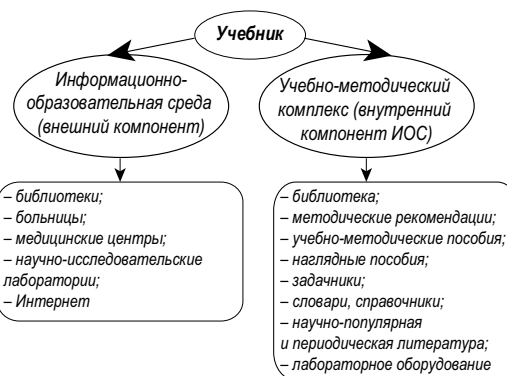 Учебник
Информационно-
образовательная среда
(внешний компонент)
Учебно-методический
комплекс (внутренний
компонент ИОС)
– библиотеки;
– больницы;
– медицинские центры;
– научно-исследовательские
лаборатории;
– Интернет
– библиотека;
– методические рекомендации;
– учебно-методические пособия;
– наглядные пособия;
– задачники;
– словари, справочники;
– научно-популярная
и периодическая литература;
– лабораторное оборудование